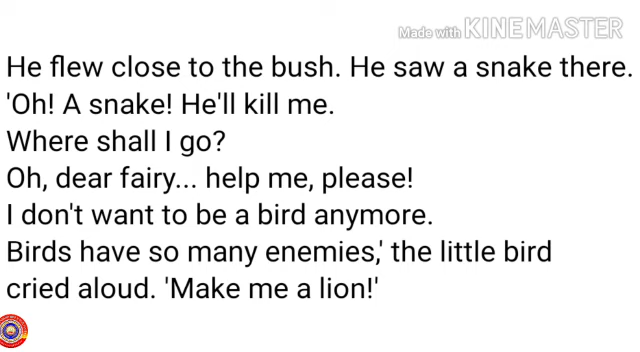 Made with KINEMASTER
He flew close to the bush. He saw a snake there.
'Oh! A snake! He'll kill me.
Where shall I go?
Oh, dear fairy... help me, please!
I don't want to be a bird anymore.
Birds have so many enemies,' the little bird
cried aloud. 'Make me a lion!'